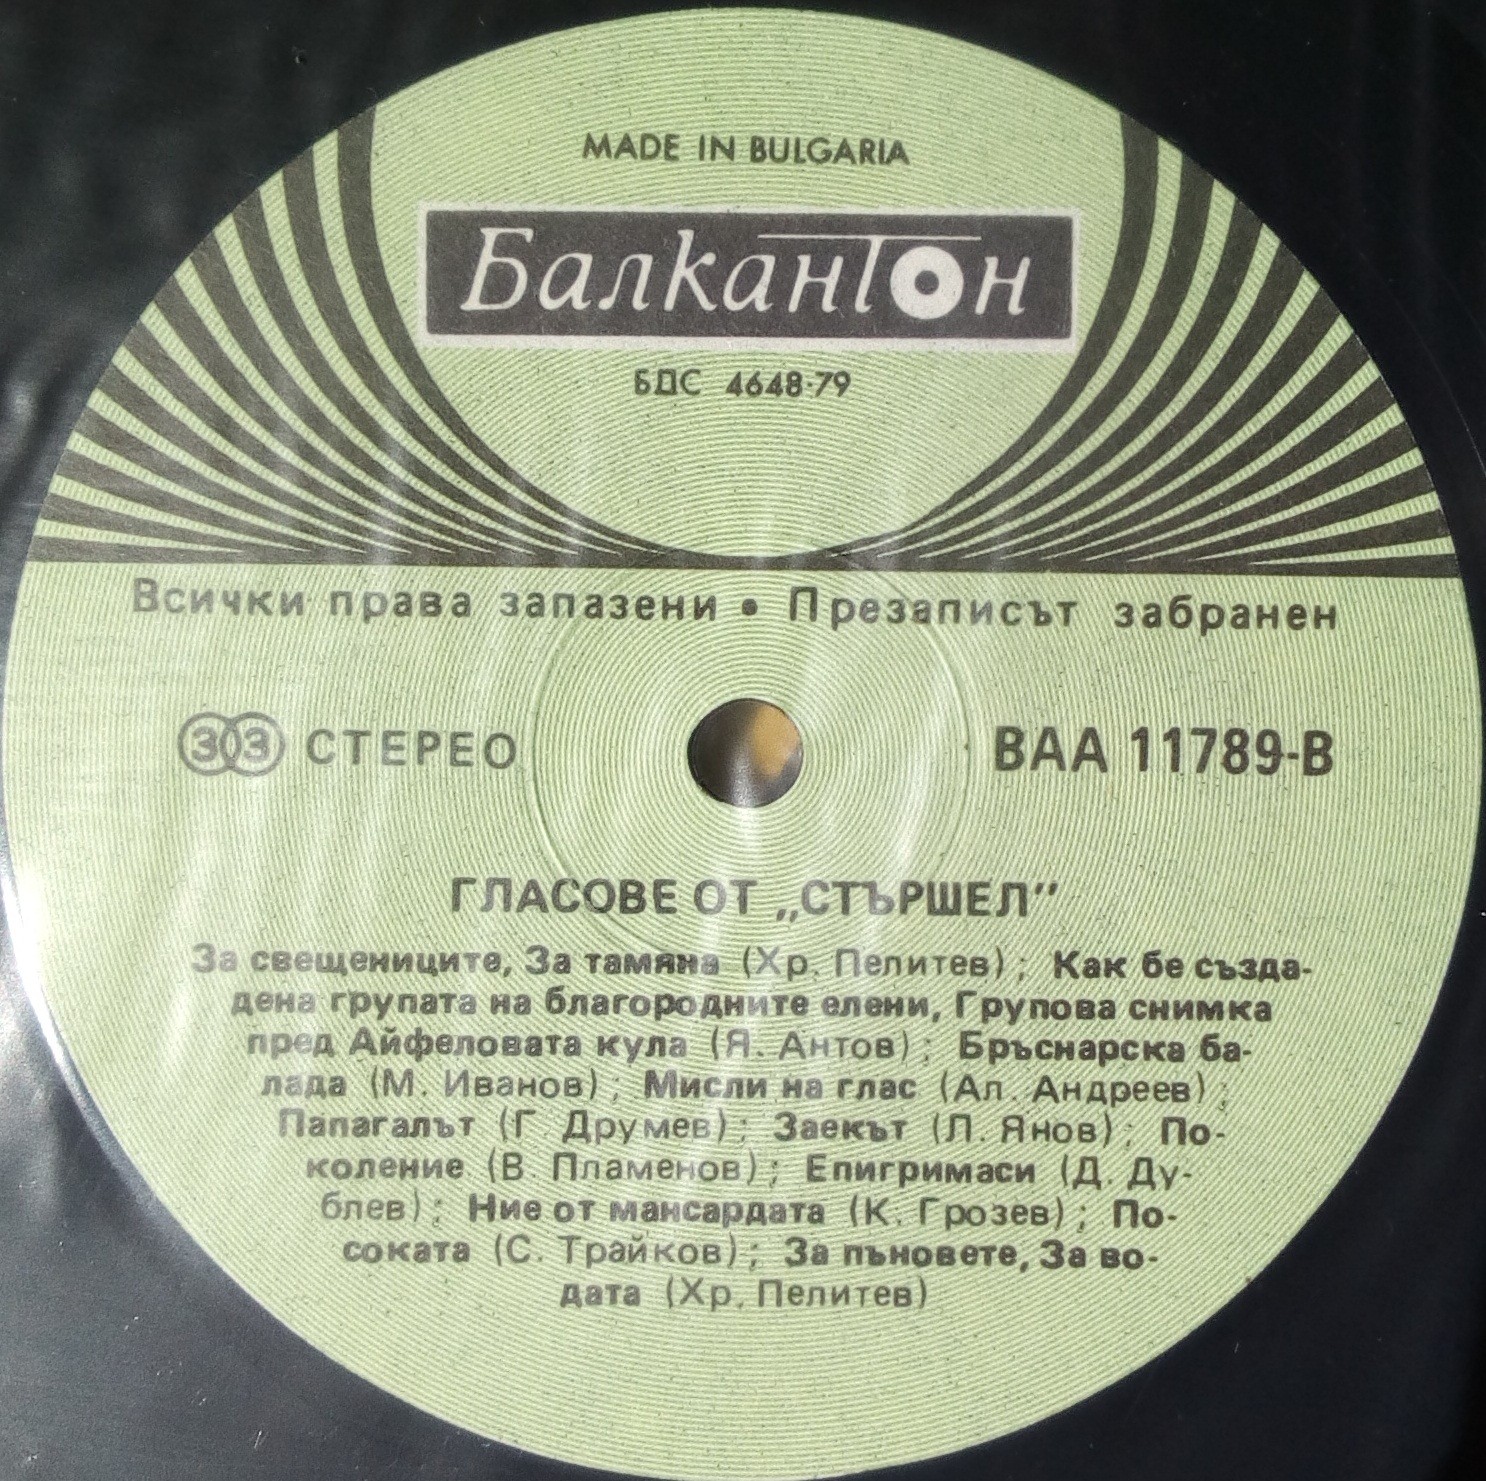 MADE IN BULGARIA
Балкантон
БДС 4648-79
Всички права запазени • Презаписът забранен
33 СТЕРЕО
ВАА 11789-В
ГЛАСОВЕ ОТ „СТЪРШЕЛ”
За свещениците, За тамяна (Хр. Пелитев); Как бе създа-
дена групата на благородните елени, Групова снимка
пред Айфеловата кула (Я. Антов); Бръснарска ба-
лада (М. Иванов); Мисли на глас (Ал. Андреев);
Папагалът (Г. Друмев); Заекът (Л. Янов); По-
коление (В. Пламенов); Епигримаси (Д. Ду-
блев); Ние от мансардата (К. Грозев); По-
соката (С. Трайков); За пъновете, За во-
дата (Хр. Пелитев)